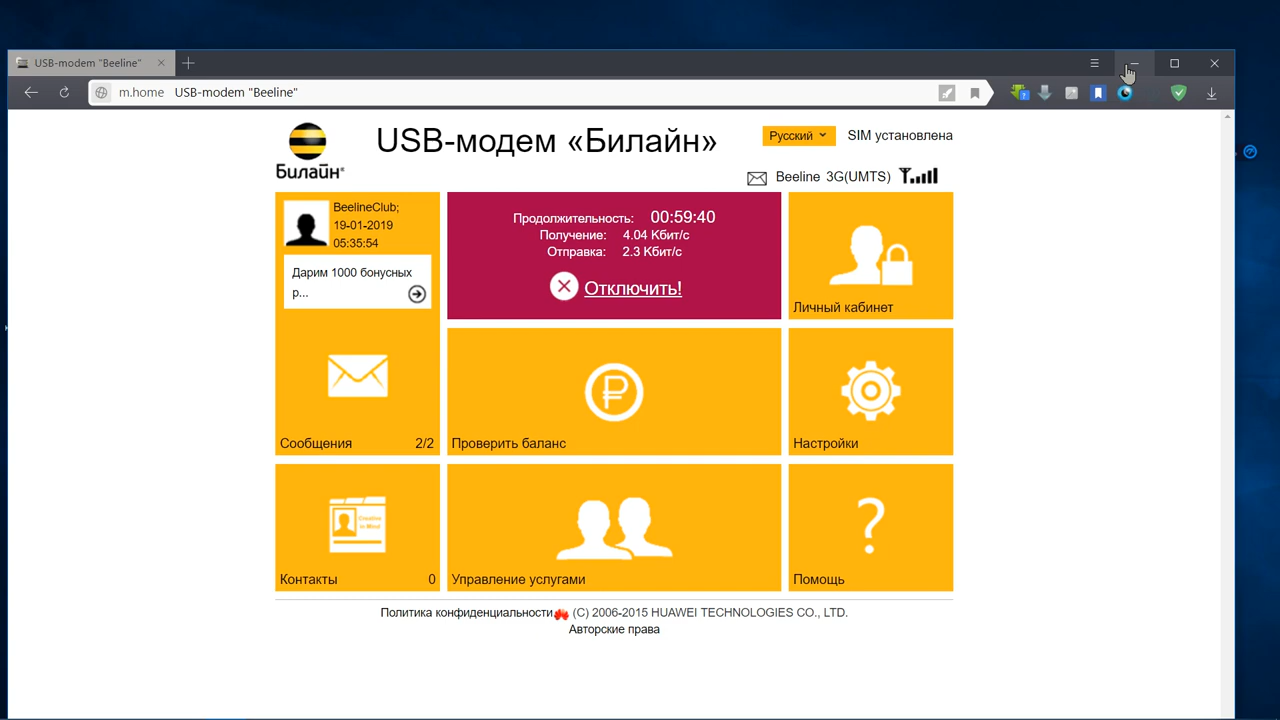 USB-modem "Beeline"
m.home USB-modem "Beeline"
Билайн®
USB-модем «Билайн»
Русский
SIM установлена
Beeline 3G(UMTS)
BeelineClub;
19-01-2019
05:35:54
Дарим 1000 бонусных
р...
Сообщения 2/2
Продолжительность: 00:59:40
Получение: 4.04 Кбит/с
Отправка: 2.3 Кбит/с
Отключить!
Личный кабинет
Проверить баланс
Настройки
Creative
in Mind
Контакты 0
Управление услугами
?
Помощь
Политика конфиденциальности (C) 2006-2015 HUAWEI TECHNOLOGIES CO., LTD.
Авторские права